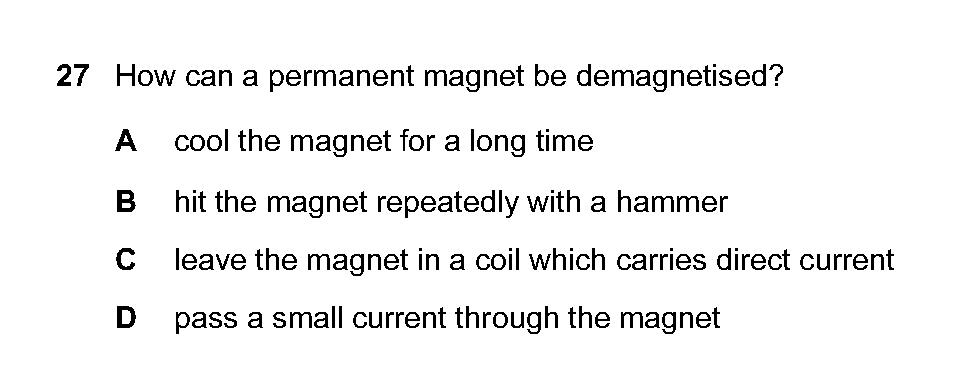 27 How can a permanent magnet be demagnetised?
A cool the magnet for a long time
B hit the magnet repeatedly with a hammer
C leave the magnet in a coil which carries direct current
D pass a small current through the magnet